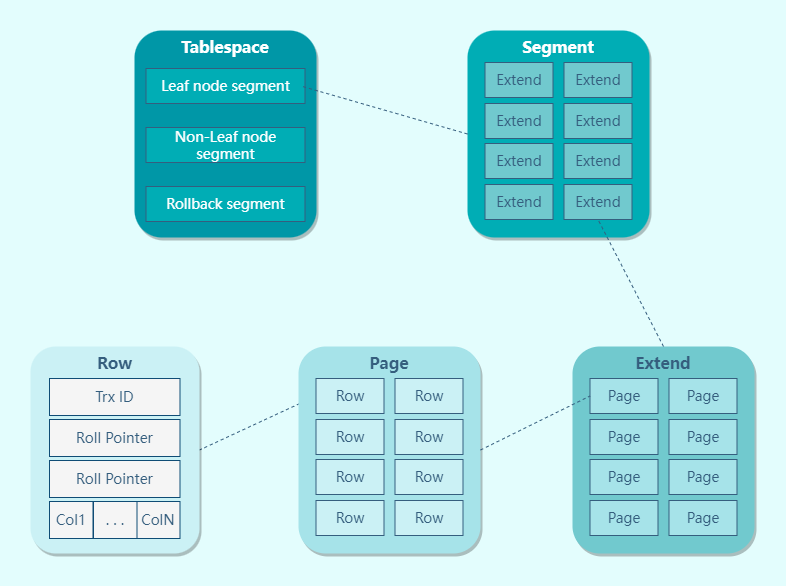 Tablespace
Leaf node segment
Non-Leaf node
segment
Rollback segment
Segment
Extend Extend
Extend Extend
Extend Extend
Extend Extend
Row
Trx ID
Roll Pointer
Roll Pointer
Col1 ... ColN
Page
Row Row
Row Row
Row Row
Row Row
Extend
Page Page
Page Page
Page Page
Page Page